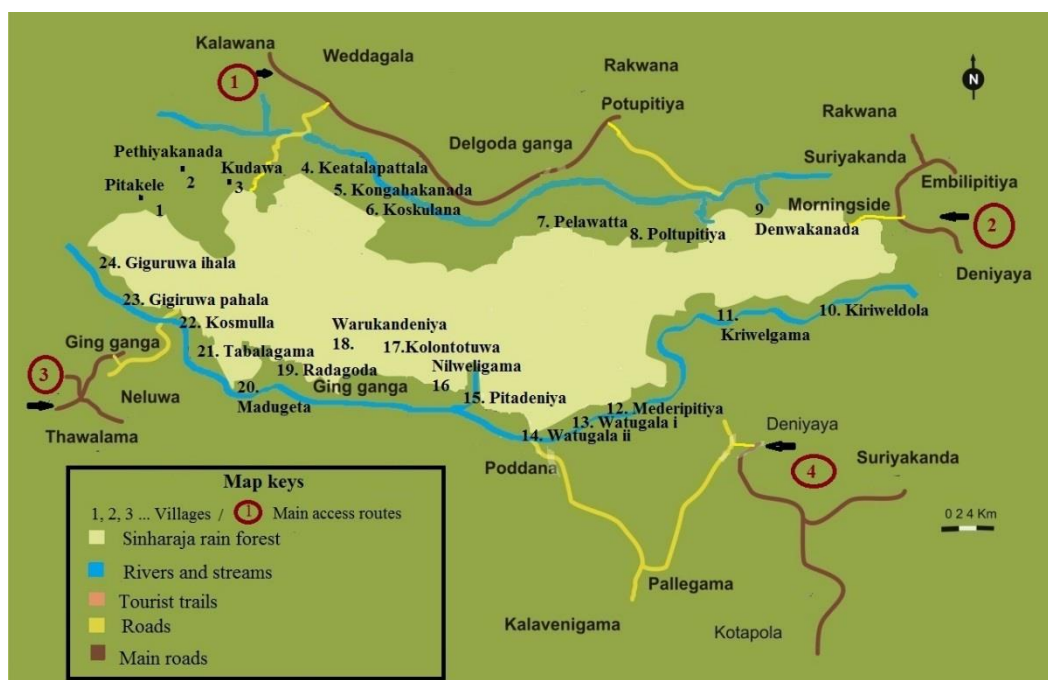 Kalawana
Weddagala
1
Rakwana
Potupitiya
N
Rakwana
Delgoda ganga
Suriyakanda
Pethiyakanada
2
Kudawa
3
4. Keatalapattala
Embilipitiya
Pitakele
1
5. Kongahakanada
6. Koskulana
Morningside
9
Denwakanada
2
7. Pelawatta
8. Poltupitiya
Deniyaya
24. Giguruwa ihala
23. Gigiruwa pahala
22. Kosmulla
10. Kiriweldola
11.
Kriwelgama
Warukandeniya
18.
17.Kolontotuwa
Ging ganga
21. Tabalagama
19. Radagoda
Nilweligama
16
3
Neluwa
20.
Madugeta
Ging ganga
15. Pitadeniya
12. Mederipitiya
13. Watugala i
14. Watugala ii
Thawalama
Poddana
Deniyaya
4
Suriyakanda
Map keys
1, 2, 3 ... Villages / 1 Main access routes
Sinharaja rain forest
Rivers and streams
Tourist trails
Roads
Main roads
0 2 4 Km
Pallegama
Kalavenigama
Kotapola